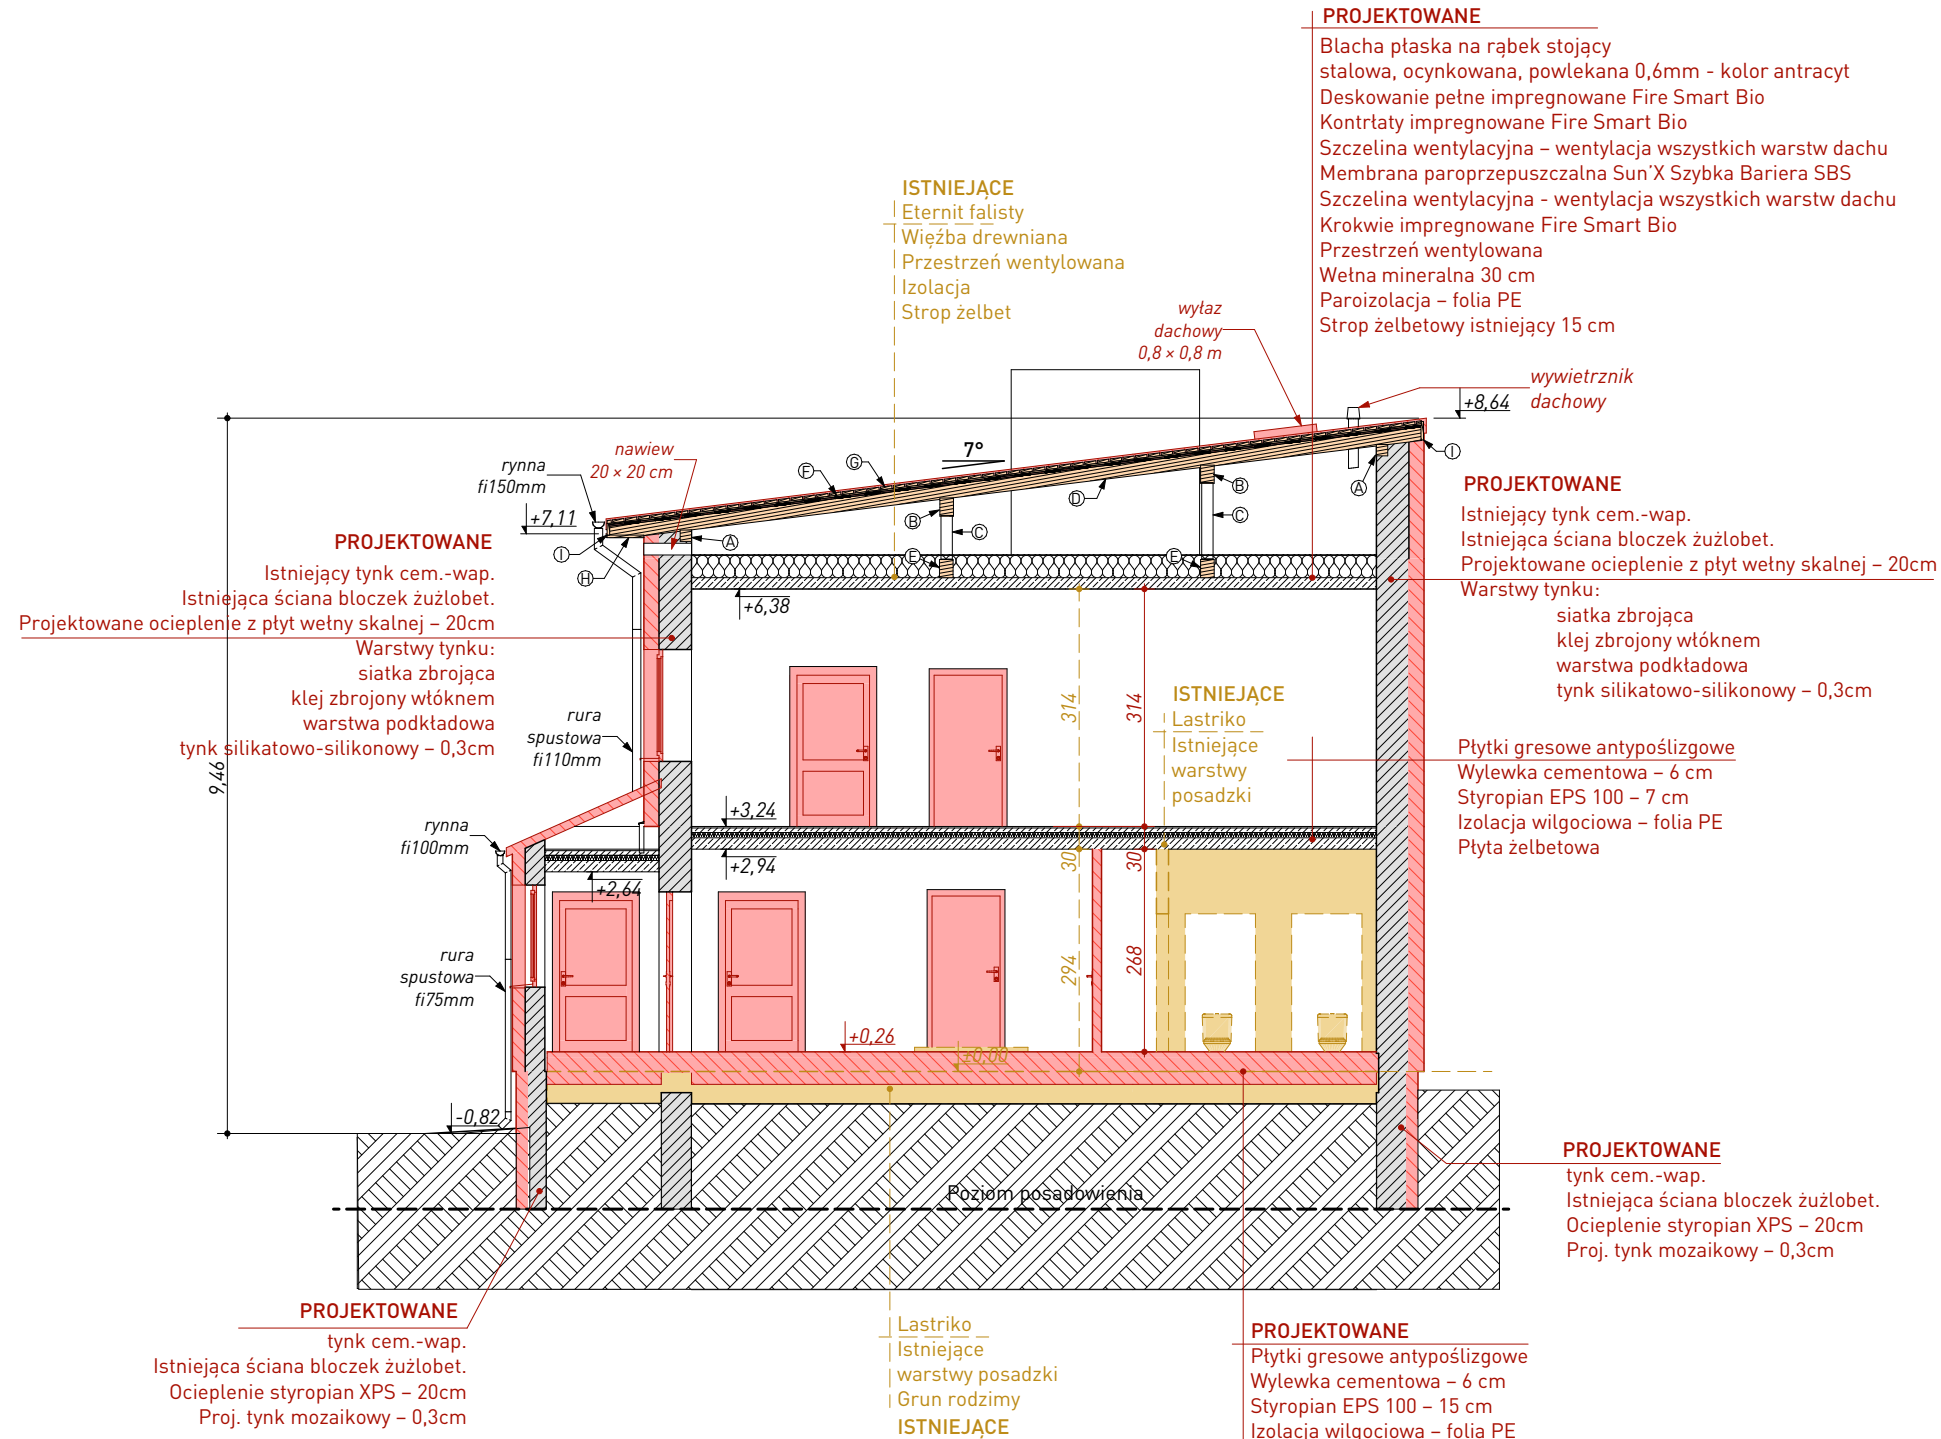 PROJEKTOWANE
Blacha płaska na rąbek stojący
stalowa, ocynkowana, powlekana 0,6mm - kolor antracyt
Deskowanie pełne impregnowane Fire Smart Bio
Kontrłaty impregnowane Fire Smart Bio
Szczelina wentylacyjna – wentylacja wszystkich warstw dachu
Membrana paroprzepuszczalna Sun'X Szybka Bariera SBS
Szczelina wentylacyjna - wentylacja wszystkich warstw dachu
Krokwie impregnowane Fire Smart Bio
Przestrzeń wentylowana
Wełna mineralna 30 cm
Paroizolacja – folia PE
Strop żelbetowy istniejący 15 cm
ISTNIEJĄCE
Eternit falisty
Więźba drewniana
Przestrzeń wentylowana
Izolacja
Strop żelbet
wyłaz
dachowy
0,8 × 0,8 m
wywietrznik
dachowy
+8,64
7°
nawiew
20 × 20 cm
rynna
fi150mm
+7,11
F
G
D
B
C
E
B
C
E
A
A
I
I
H
PROJEKTOWANE
Istniejący tynk cem.-wap.
Istniejąca ściana bloczek żużlobet.
Projektowane ocieplenie z płyt wełny skalnej – 20cm
Warstwy tynku:
siatka zbrojąca
klej zbrojony włóknem
warstwa podkładowa
tynk silikatowo-silikonowy – 0,3cm
PROJEKTOWANE
Istniejący tynk cem.-wap.
Istniejąca ściana bloczek żużlobet.
Projektowane ocieplenie z płyt wełny skalnej – 20cm
Warstwy tynku:
siatka zbrojąca
klej zbrojony włóknem
warstwa podkładowa
tynk silikatowo-silikonowy – 0,3cm
+6,38
9,46
rura
spustowa
fi110mm
314
314
ISTNIEJĄCE
Lastriko
Istniejące
warstwy
posadzki
Płytki gresowe antypoślizgowe
Wylewka cementowa – 6 cm
Styropian EPS 100 – 7 cm
Izolacja wilgociowa – folia PE
Płyta żelbetowa
+3,24
+2,94
30
30
rynna
fi100mm
+2,64
rura
spustowa
fi75mm
294
268
+0,26
±0,00
-0,82
Poziom posadowienia
PROJEKTOWANE
tynk cem.-wap.
Istniejąca ściana bloczek żużlobet.
Ocieplenie styropian XPS – 20cm
Proj. tynk mozaikowy – 0,3cm
PROJEKTOWANE
tynk cem.-wap.
Istniejąca ściana bloczek żużlobet.
Ocieplenie styropian XPS – 20cm
Proj. tynk mozaikowy – 0,3cm
Lastriko
Istniejące
warstwy posadzki
Grun rodzimy
ISTNIEJĄCE
PROJEKTOWANE
Płytki gresowe antypoślizgowe
Wylewka cementowa – 6 cm
Styropian EPS 100 – 15 cm
Izolacja wilgociowa – folia PE